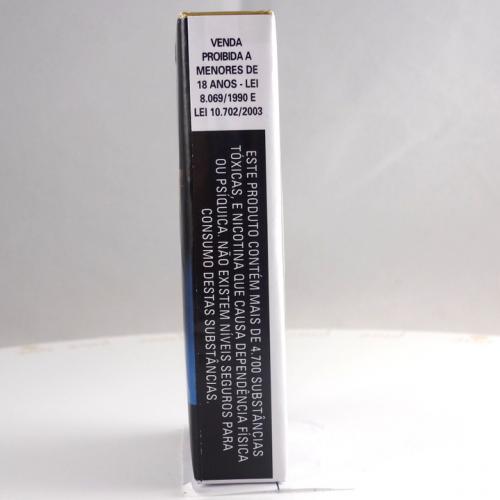 VENDA
PROIBIDA A
MENORES DE
18 ANOS - LEI
8.069/1990 E
LEI 10.702/2003
ESTE PRODUTO CONTÉM MAIS DE 4.700 SUBSTÂNCIAS
TÓXICAS, E NICOTINA QUE CAUSA DEPENDÊNCIA FÍSICA
OU PSÍQUICA. NÃO EXISTEM NÍVEIS SEGUROS PARA
CONSUMO DESTAS SUBSTÂNCIAS.